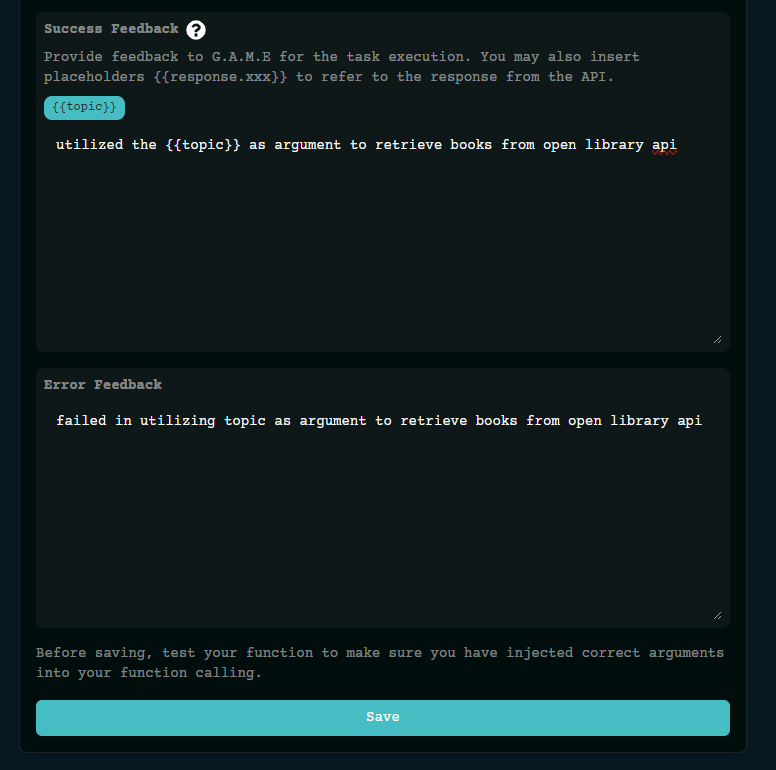 Success Feedback ?
Provide feedback to G.A.M.E for the task execution. You may also insert
placeholders {{response.xxx}} to refer to the response from the API.
{{topic}}
utilized the {{topic}} as argument to retrieve books from open library api
Error Feedback
failed in utilizing topic as argument to retrieve books from open library api
Before saving, test your function to make sure you have injected correct arguments
into your function calling.
Save